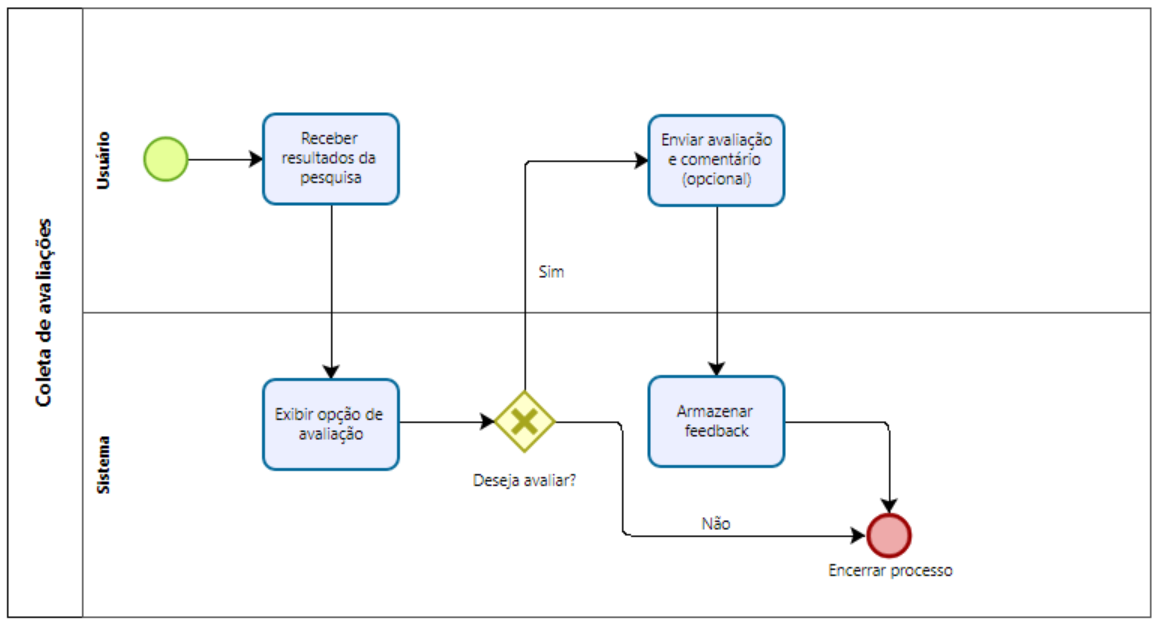 Coleta de avaliações
Usuário
Receber
resultados da
pesquisa
Enviar avaliação
e comentário
(opcional)
Sim
Sistema
Exibir opção de
avaliação
Deseja avaliar?
Armazenar
feedback
Não
Encerrar processo